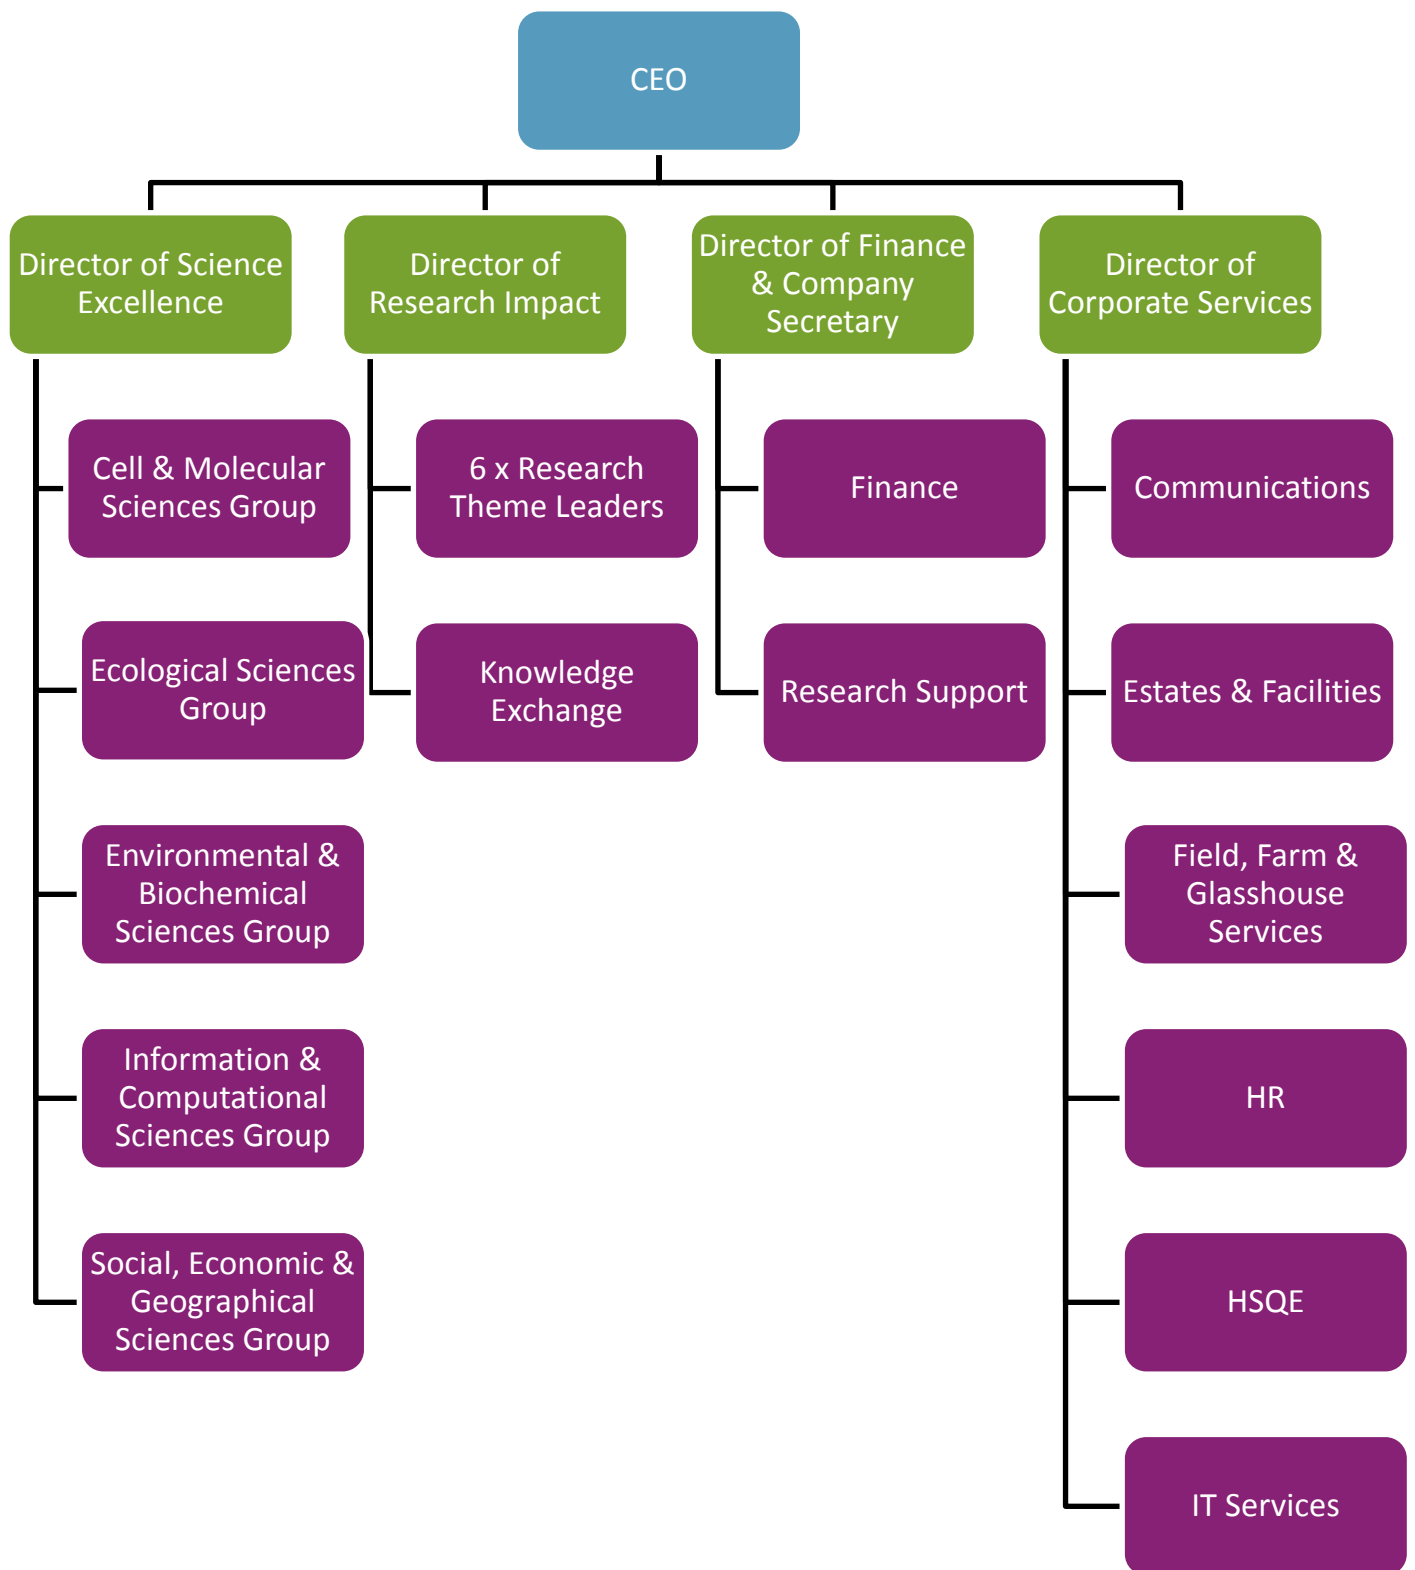 CEO
Director of Science
Excellence
Director of
Research Impact
Director of Finance
& Company
Secretary
Director of
Corporate Services
Cell & Molecular
Sciences Group
6 x Research
Theme Leaders
Finance
Communications
Ecological Sciences
Group
Knowledge
Exchange
Research Support
Estates & Facilities
Environmental &
Biochemical
Sciences Group
Field, Farm &
Glasshouse
Services
Information &
Computational
Sciences Group
HR
Social, Economic &
Geographical
Sciences Group
HSQE
IT Services